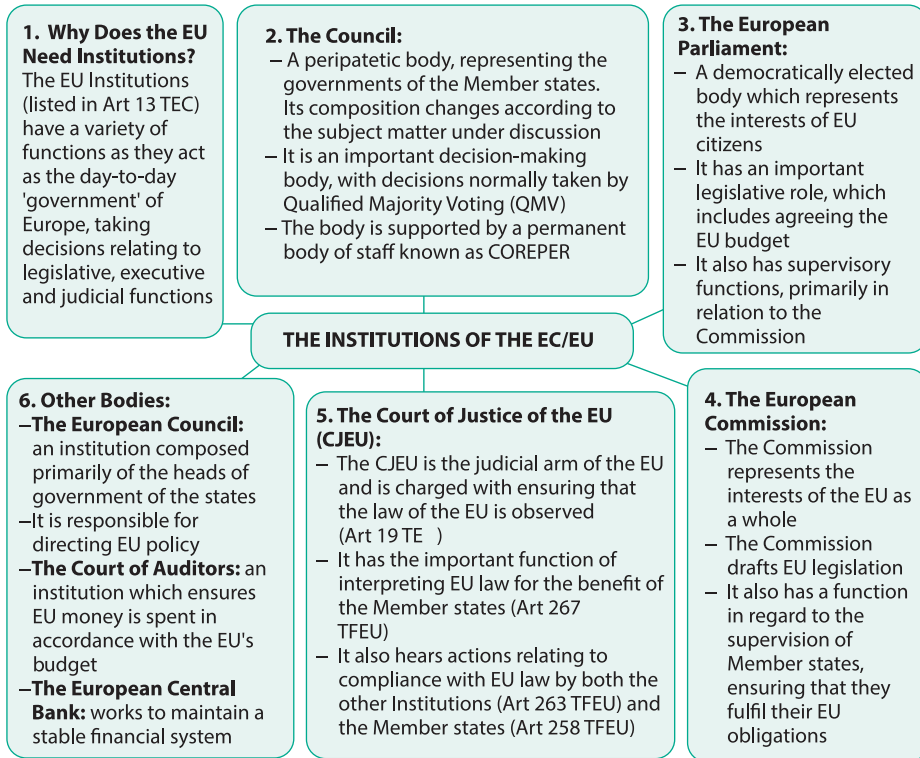 1. Why Does the EU
Need Institutions?
The EU Institutions
(listed in Art 13 TEC)
have a variety of
functions as they act
as the day-to-day
'government' of
Europe, taking
decisions relating to
legislative, executive
and judicial functions
2. The Council:
– A peripatetic body, representing the
governments of the Member states.
Its composition changes according to
the subject matter under discussion
– It is an important decision-making
body, with decisions normally taken by
Qualified Majority Voting (QMV)
– The body is supported by a permanent
body of staff known as COREPER
3. The European
Parliament:
– A democratically elected
body which represents
the interests of EU
citizens
– It has an important
legislative role, which
includes agreeing the
EU budget
– It also has supervisory
functions, primarily in
relation to the
Commission
THE INSTITUTIONS OF THE EC/EU
6. Other Bodies:
–The European Council:
an institution composed
primarily of the heads of
government of the states
–It is responsible for
directing EU policy
–The Court of Auditors: an
institution which ensures
EU money is spent in
accordance with the EU's
budget
–The European Central
Bank: works to maintain a
stable financial system
5. The Court of Justice of the EU
(CJEU):
– The CJEU is the judicial arm of the EU
and is charged with ensuring that
the law of the EU is observed
(Art 19 TE )
– It has the important function of
interpreting EU law for the benefit of
the Member states (Art 267
TFEU)
– It also hears actions relating to
compliance with EU law by both the
other Institutions (Art 263 TFEU) and
the Member states (Art 258 TFEU)
4. The European
Commission:
– The Commission
represents the
interests of the EU as
a whole
– The Commission
drafts EU legislation
– It also has a function
in regard to the
supervision of
Member states,
ensuring that they
fulfil their EU
obligations